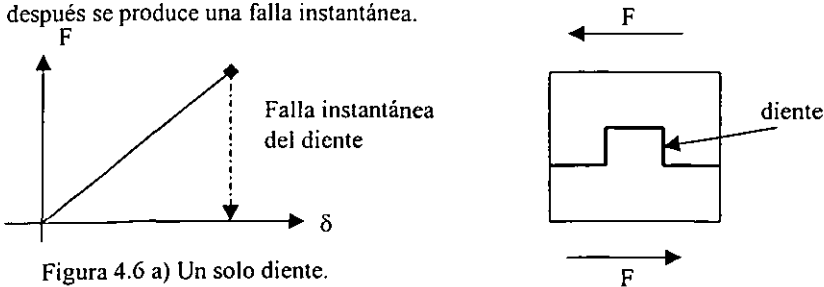 después se produce una falla instantánea.
F
Falla instantánea
del diente
δ
Figura 4.6 a) Un solo diente.
F
diente
F